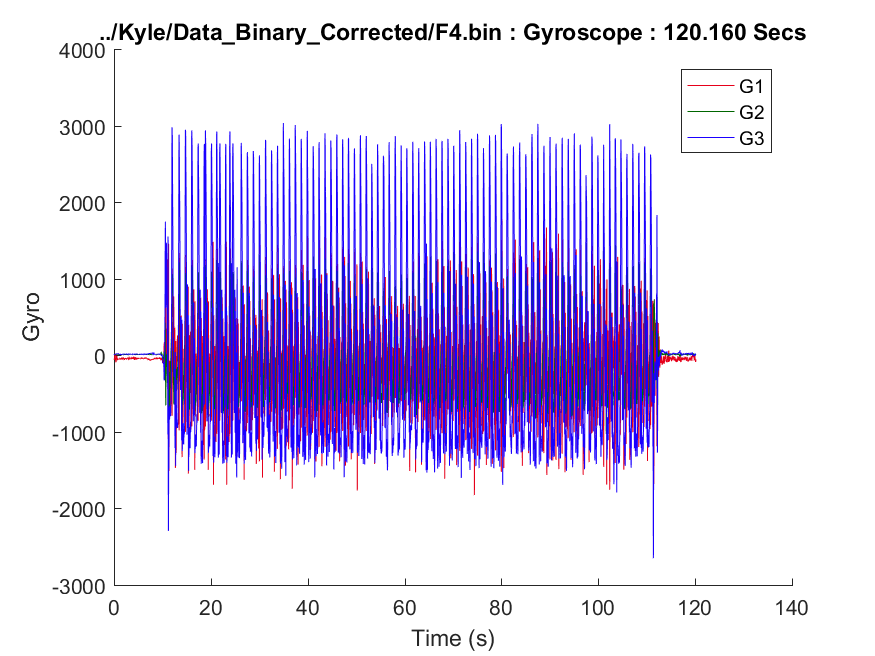 ../Kyle/Data_Binary_Corrected/F4.bin : Gyroscope : 120.160 Secs
4000
3000
2000
1000
0
-1000
-2000
-3000
Gyro
G1
G2
G3
0 20 40 60 80 100 120 140
Time (s)